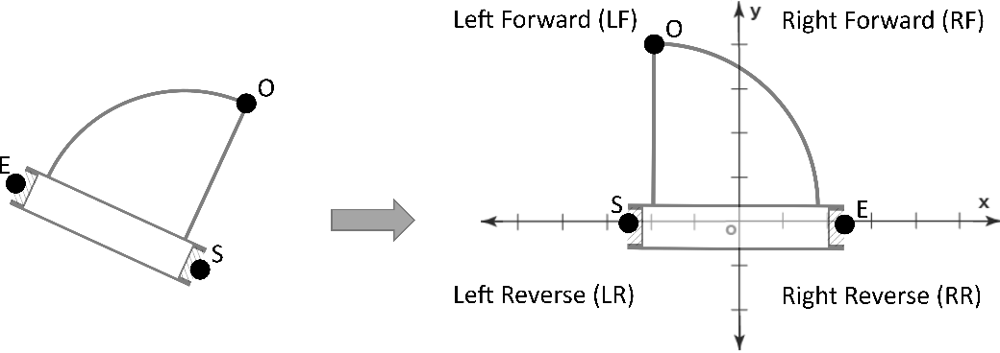 Left Forward (LF)
y
Right Forward (RF)
O
O
E
S
S
E
x
o
Left Reverse (LR)
Right Reverse (RR)